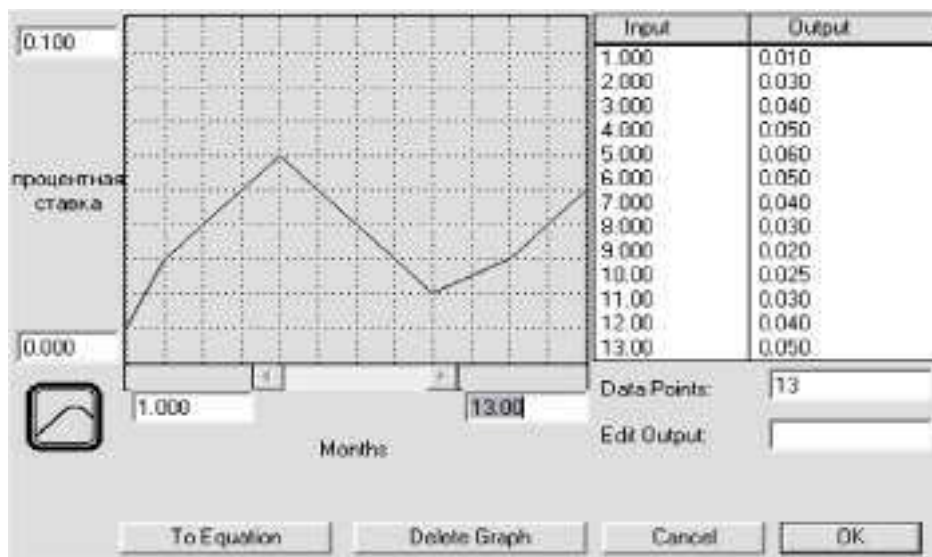 0.100
процентная
ставка
0.000
1.000
13.00
Months
Input Output
1.000 0.010
2.000 0.030
3.000 0.040
4.000 0.050
5.000 0.060
6.000 0.050
7.000 0.040
8.000 0.030
9.000 0.020
10.00 0.025
11.00 0.030
12.00 0.040
13.00 0.050
Data Points: 13
Edit Output:
To Equation Delete Graph Cancel OK